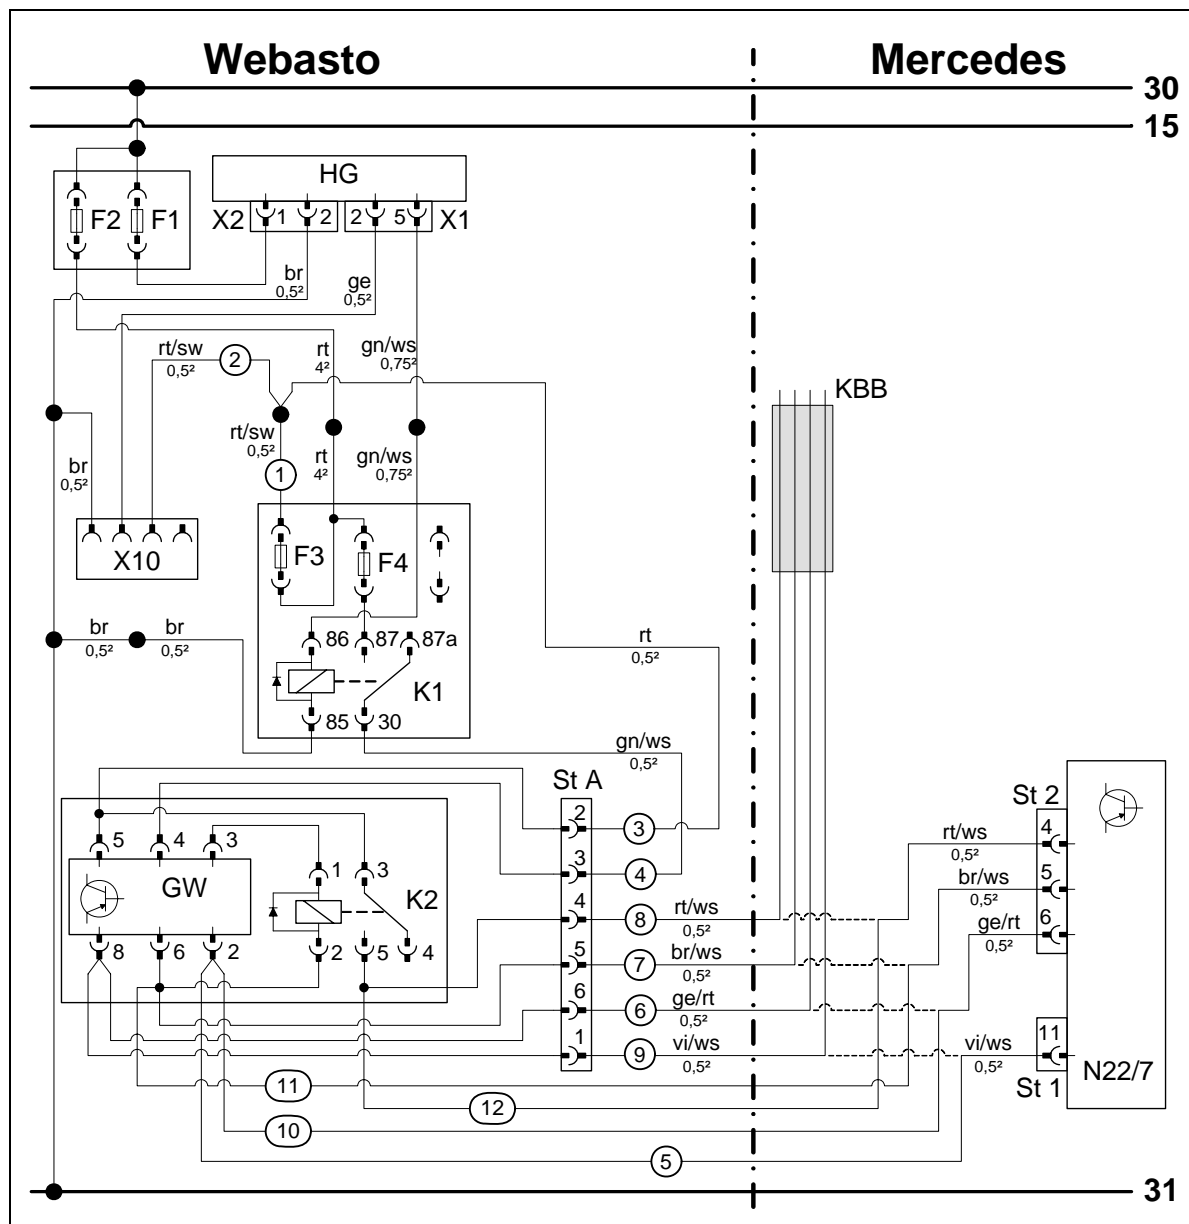 Webasto Mercedes
30
15
HG
F2 F1
X2 1 2 2 5 X1
br
0,5²
ge
0,5²
rt/sw
0,5²
2
rt
4²
gn/ws
0,75²
KBB
rt/sw
0,5²
rt
4²
gn/ws
0,75²
br
0,5²
1
X10
F3 F4
br
0,5²
br
0,5²
86 87 87a
rt
0,5²
K1
85 30
gn/ws
0,5²
St A
St 2
2
3
4
5
6
1
3
4
8
7
6
9
rt/ws
0,5²
br/ws
0,5²
ge/rt
0,5²
vi/ws
0,5²
5 4 3
1 3
GW
K2
8 6 2
2 5 4
rt/ws
0,5²
br/ws
0,5²
ge/rt
0,5²
vi/ws
0,5²
4
5
6
11
St 1
N22/7
11
12
10
5
31